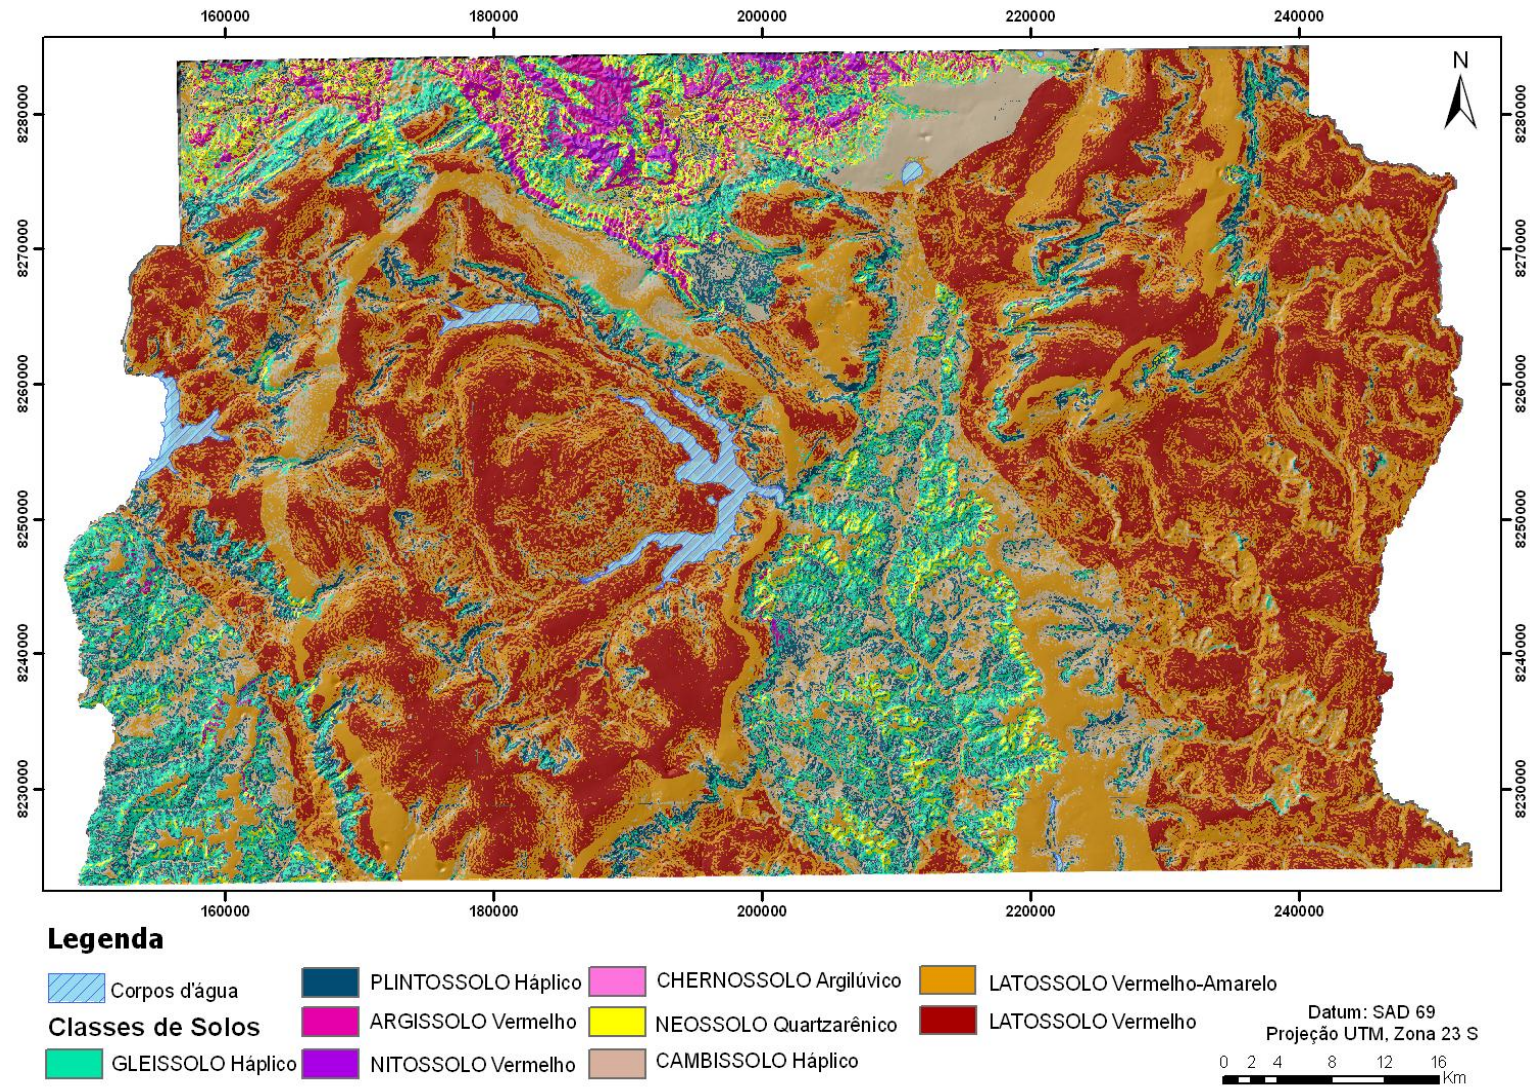 160000 180000 200000 220000 240000
N
8280000 8280000
8270000 8270000
8260000 8260000
8250000 8250000
8240000 8240000
8230000 8230000
160000 180000 200000 220000 240000
Legenda
Corpos d'água
Classes de Solos
GLEISSOLO Háplico
PLINTOSSOLO Háplico
ARGISSOLO Vermelho
NITOSSOLO Vermelho
CHERNOSSOLO Argilúvico
NEOSSOLO Quartzarênico
CAMBISSOLO Háplico
LATOSSOLO Vermelho-Amarelo
LATOSSOLO Vermelho
Datum: SAD 69
Projeção UTM, Zona 23 S
0 2 4 8 12 16
Km